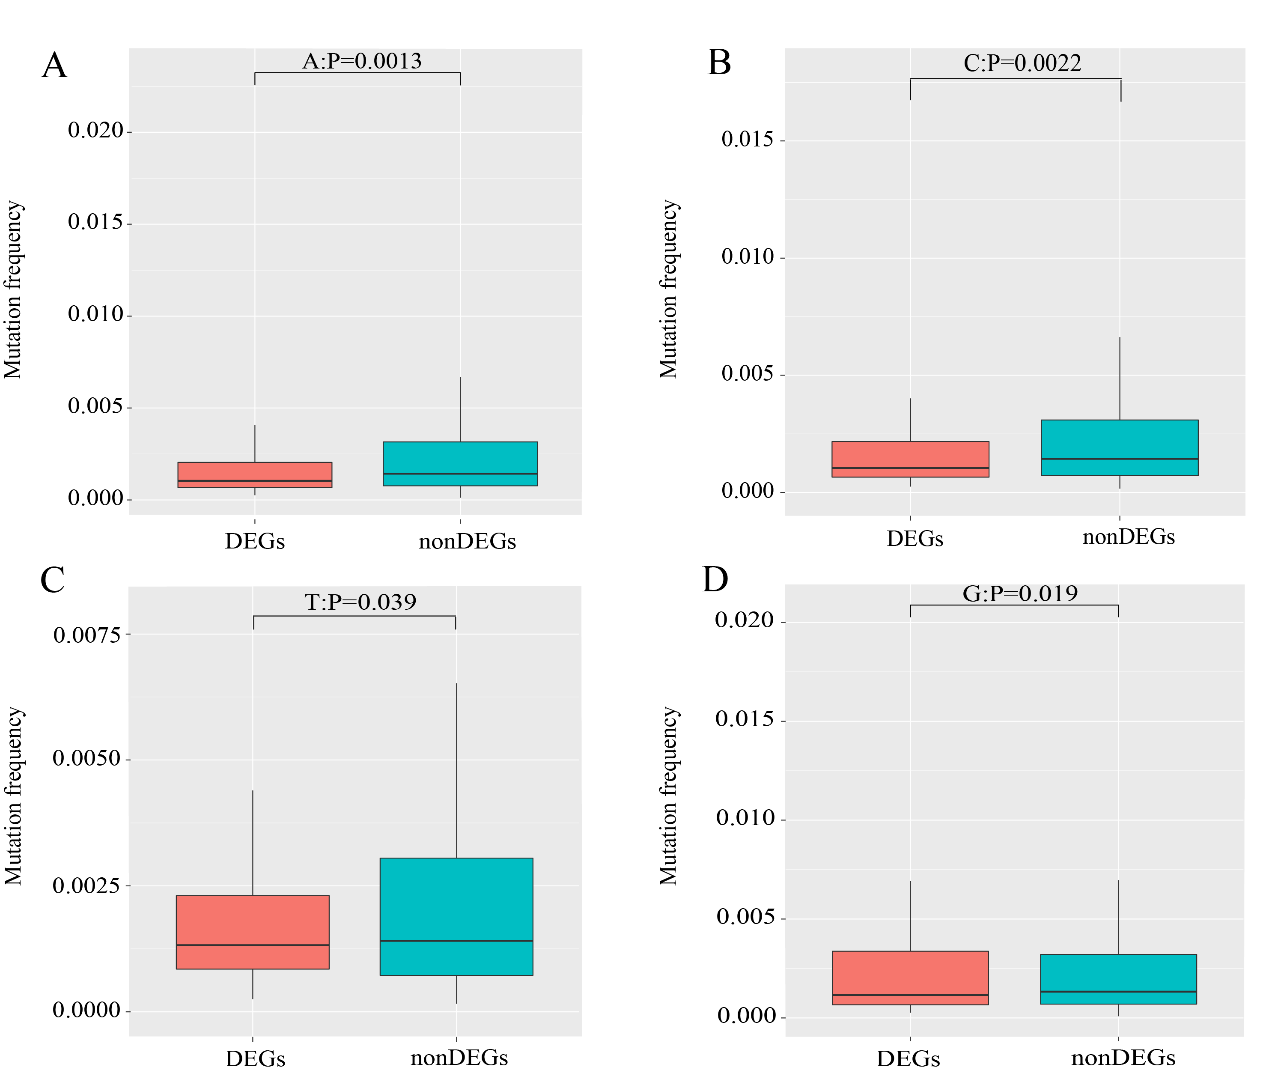 A
A:P=0.0013
0.020
0.015
0.010
0.005
0.000
Mutation frequency
DEGs
nonDEGs
B
C:P=0.0022
0.015
0.010
0.005
0.000
Mutation frequency
DEGs
nonDEGs
C
T:P=0.039
0.0075
0.0050
0.0025
0.0000
Mutation frequency
DEGs
nonDEGs
D
G:P=0.019
0.020
0.015
0.010
0.005
0.000
Mutation frequency
DEGs
nonDEGs